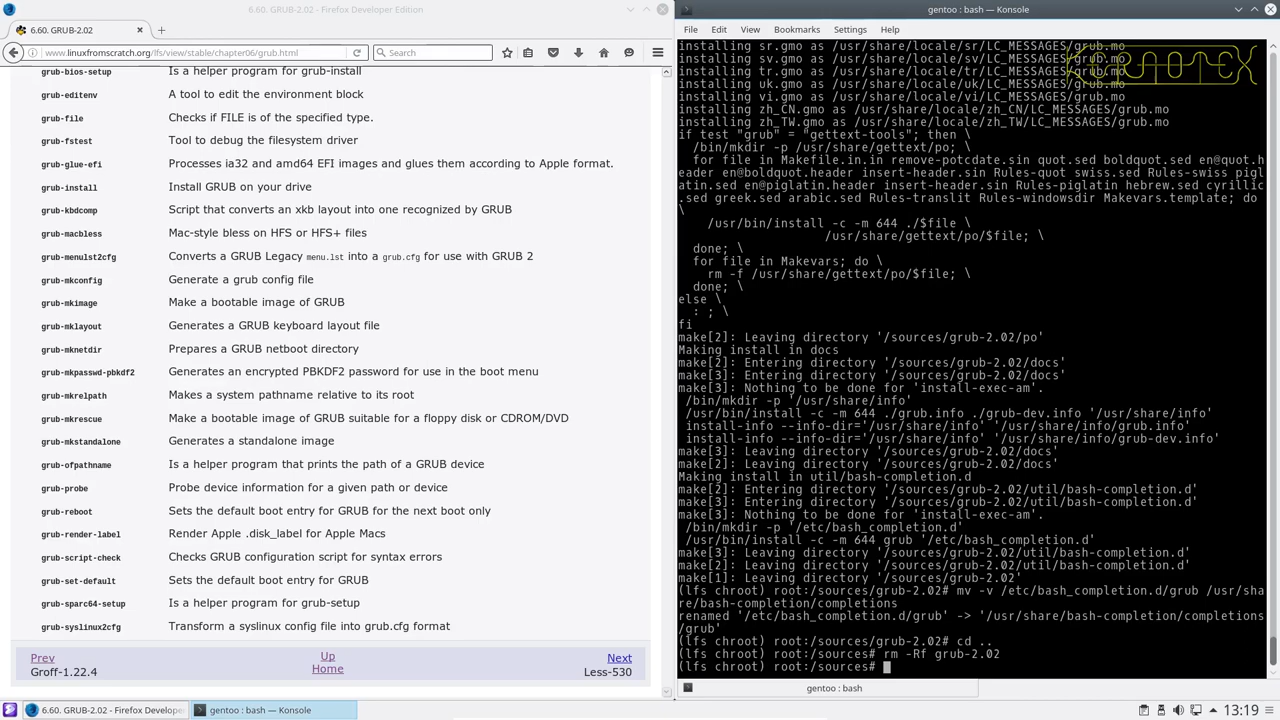 6.60. GRUB-2.02 - Firefox Developer Edition
6.60. GRUB-2.02
www.linuxfromscratch.org/lfs/view/stable/chapter06/grub.html
Search
grub-bios-setup Is a helper program for grub-install
grub-editenv A tool to edit the environment block
grub-file Checks if FILE is of the specified type.
grub-fstest Tool to debug the filesystem driver
grub-glue-efi Processes ia32 and amd64 EFI images and glues them according to Apple format.
grub-install Install GRUB on your drive
grub-kbdcomp Script that converts an xkb layout into one recognized by GRUB
grub-macbless Mac-style bless on HFS or HFS+ files
grub-menulst2cfg Converts a GRUB Legacy menu.lst into a grub.cfg for use with GRUB 2
grub-mkconfig Generate a grub config file
grub-mkimage Make a bootable image of GRUB
grub-mklayout Generates a GRUB keyboard layout file
grub-mknetdir Prepares a GRUB netboot directory
grub-mkpasswd-pbkdf2 Generates an encrypted PBKDF2 password for use in the boot menu
grub-mkrelpath Makes a system pathname relative to its root
grub-mkrescue Make a bootable image of GRUB suitable for a floppy disk or CDROM/DVD
grub-mkstandalone Generates a standalone image
grub-ofpathname Is a helper program that prints the path of a GRUB device
grub-probe Probe device information for a given path or device
grub-reboot Sets the default boot entry for GRUB for the next boot only
grub-render-label Render Apple .disk_label for Apple Macs
grub-script-check Checks GRUB configuration script for syntax errors
grub-set-default Sets the default boot entry for GRUB
grub-sparc64-setup Is a helper program for grub-setup
grub-syslinux2cfg Transform a syslinux config file into grub.cfg format
Prev Up Next
Groff-1.22.4 Home Less-530
gentoo : bash — Konsole
File Edit View Bookmarks Settings Help
installing sr.gmo as /usr/share/locale/sr/LC_MESSAGES/grub.mo
installing sv.gmo as /usr/share/locale/sv/LC_MESSAGES/grub.mo
installing tr.gmo as /usr/share/locale/tr/LC_MESSAGES/grub.mo
installing uk.gmo as /usr/share/locale/uk/LC_MESSAGES/grub.mo
installing vi.gmo as /usr/share/locale/vi/LC_MESSAGES/grub.mo
installing zh_CN.gmo as /usr/share/locale/zh_CN/LC_MESSAGES/grub.mo
installing zh_TW.gmo as /usr/share/locale/zh_TW/LC_MESSAGES/grub.mo
if test "grub" = "gettext-tools"; then \
/bin/mkdir -p /usr/share/gettext/po; \
for file in Makefile.in.in remove-potcdate.sin quot.sed boldquot.sed en@quot.h
eader en@boldquot.header insert-header.sin Rules-quot swiss.sed Rules-swiss pigl
atin.sed en@piglatin.header insert-header.sin Rules-piglatin hebrew.sed cyrillic
.sed greek.sed arabic.sed Rules-translit Rules-windowsdir Makevars.template; do
\
/usr/bin/install -c -m 644 ./$file \
/usr/share/gettext/po/$file; \
done; \
for file in Makevars; do \
rm -f /usr/share/gettext/po/$file; \
done; \
else \
: ; \
fi
make[2]: Leaving directory '/sources/grub-2.02/po'
Making install in docs
make[2]: Entering directory '/sources/grub-2.02/docs'
make[3]: Entering directory '/sources/grub-2.02/docs'
make[3]: Nothing to be done for 'install-exec-am'.
/bin/mkdir -p '/usr/share/info'
/usr/bin/install -c -m 644 ./grub.info ./grub-dev.info '/usr/share/info'
install-info --info-dir='/usr/share/info' '/usr/share/info/grub.info'
install-info --info-dir='/usr/share/info' '/usr/share/info/grub-dev.info'
make[3]: Leaving directory '/sources/grub-2.02/docs'
make[2]: Leaving directory '/sources/grub-2.02/docs'
Making install in util/bash-completion.d
make[2]: Entering directory '/sources/grub-2.02/util/bash-completion.d'
make[3]: Entering directory '/sources/grub-2.02/util/bash-completion.d'
make[3]: Nothing to be done for 'install-exec-am'.
/bin/mkdir -p '/etc/bash_completion.d'
/usr/bin/install -c -m 644 grub '/etc/bash_completion.d'
make[3]: Leaving directory '/sources/grub-2.02/util/bash-completion.d'
make[2]: Leaving directory '/sources/grub-2.02/util/bash-completion.d'
make[1]: Leaving directory '/sources/grub-2.02'
(lfs chroot) root:/sources/grub-2.02# mv -v /etc/bash_completion.d/grub /usr/sha
re/bash-completion/completions
renamed '/etc/bash_completion.d/grub' -> '/usr/share/bash-completion/completions
/grub'
(lfs chroot) root:/sources/grub-2.02# cd ..
(lfs chroot) root:/sources# rm -Rf grub-2.02
(lfs chroot) root:/sources#
gentoo : bash
6.60. GRUB-2.02 - Firefox Developer
gentoo : bash — Konsole
13:19